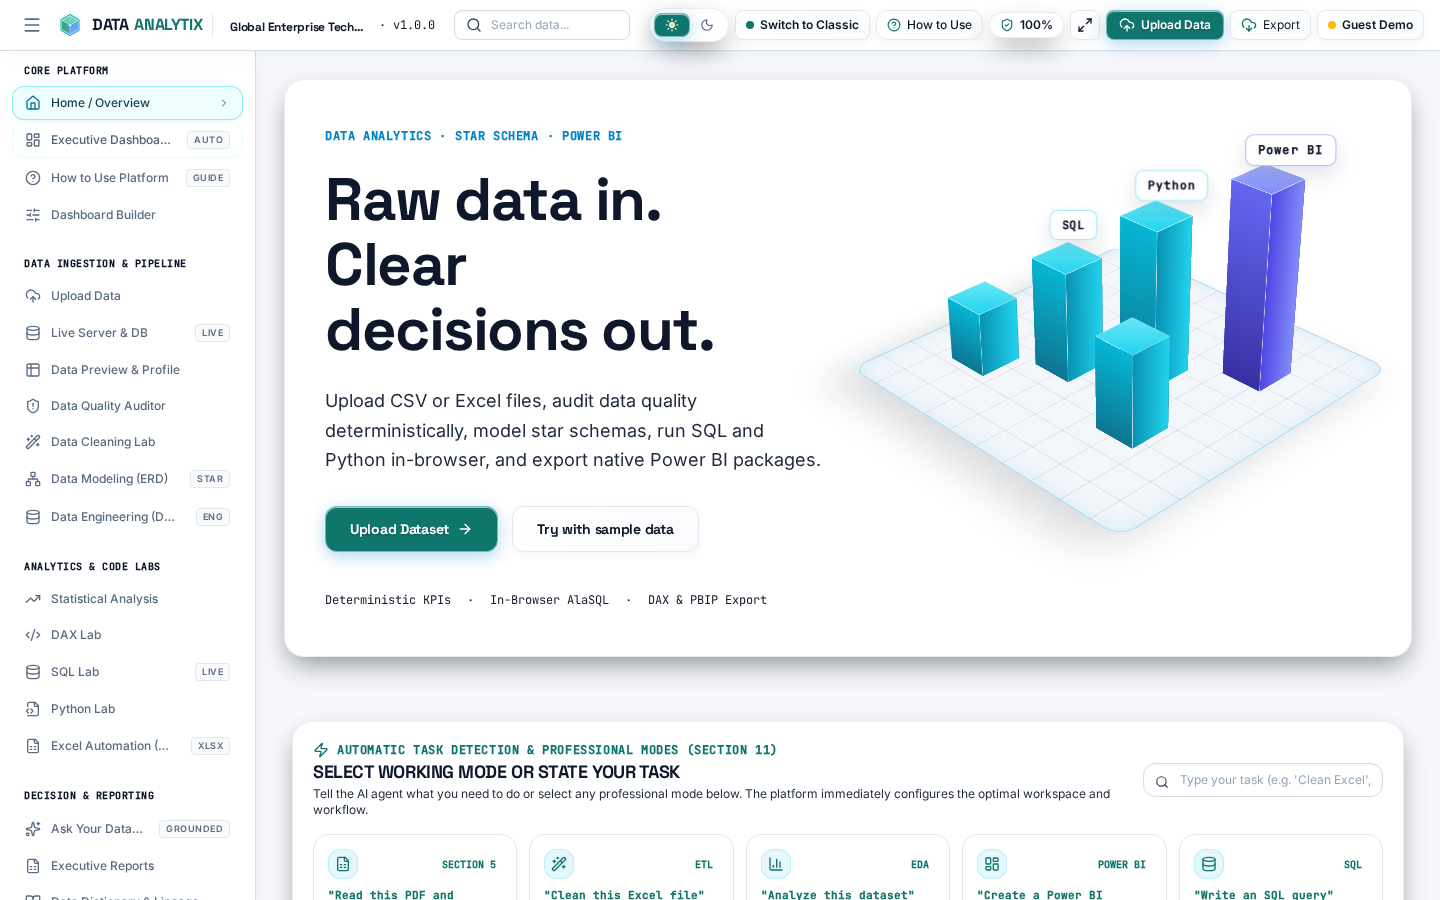 DATA ANALYTIX
Global Enterprise Tech...
· v1.0.0
Search data...
Switch to Classic
How to Use
100%
Upload Data
Export
Guest Demo
CORE PLATFORM
Home / Overview
Executive Dashboa... AUTO
How to Use Platform GUIDE
Dashboard Builder
DATA INGESTION & PIPELINE
Upload Data
Live Server & DB LIVE
Data Preview & Profile
Data Quality Auditor
Data Cleaning Lab
Data Modeling (ERD) STAR
Data Engineering (D... ENG
ANALYTICS & CODE LABS
Statistical Analysis
DAX Lab
SQL Lab LIVE
Python Lab
Excel Automation (... XLSX
DECISION & REPORTING
Ask Your Data... GROUNDED
Executive Reports
Data Dictionary & Lineage
DATA ANALYTICS · STAR SCHEMA · POWER BI
Raw data in.
Clear
decisions out.
Upload CSV or Excel files, audit data quality
deterministically, model star schemas, run SQL and
Python in-browser, and export native Power BI packages.
Upload Dataset
Try with sample data
Deterministic KPIs · In-Browser AlaSQL · DAX & PBIP Export
SQL
Python
Power BI
AUTOMATIC TASK DETECTION & PROFESSIONAL MODES (SECTION 11)
SELECT WORKING MODE OR STATE YOUR TASK
Tell the AI agent what you need to do or select any professional mode below. The platform immediately configures the optimal workspace and
workflow.
Type your task (e.g. 'Clean Excel',
SECTION 5
"Read this PDF and
ETL
"Clean this Excel file"
EDA
"Analyze this dataset"
POWER BI
"Create a Power BI
SQL
"Write an SQL query"